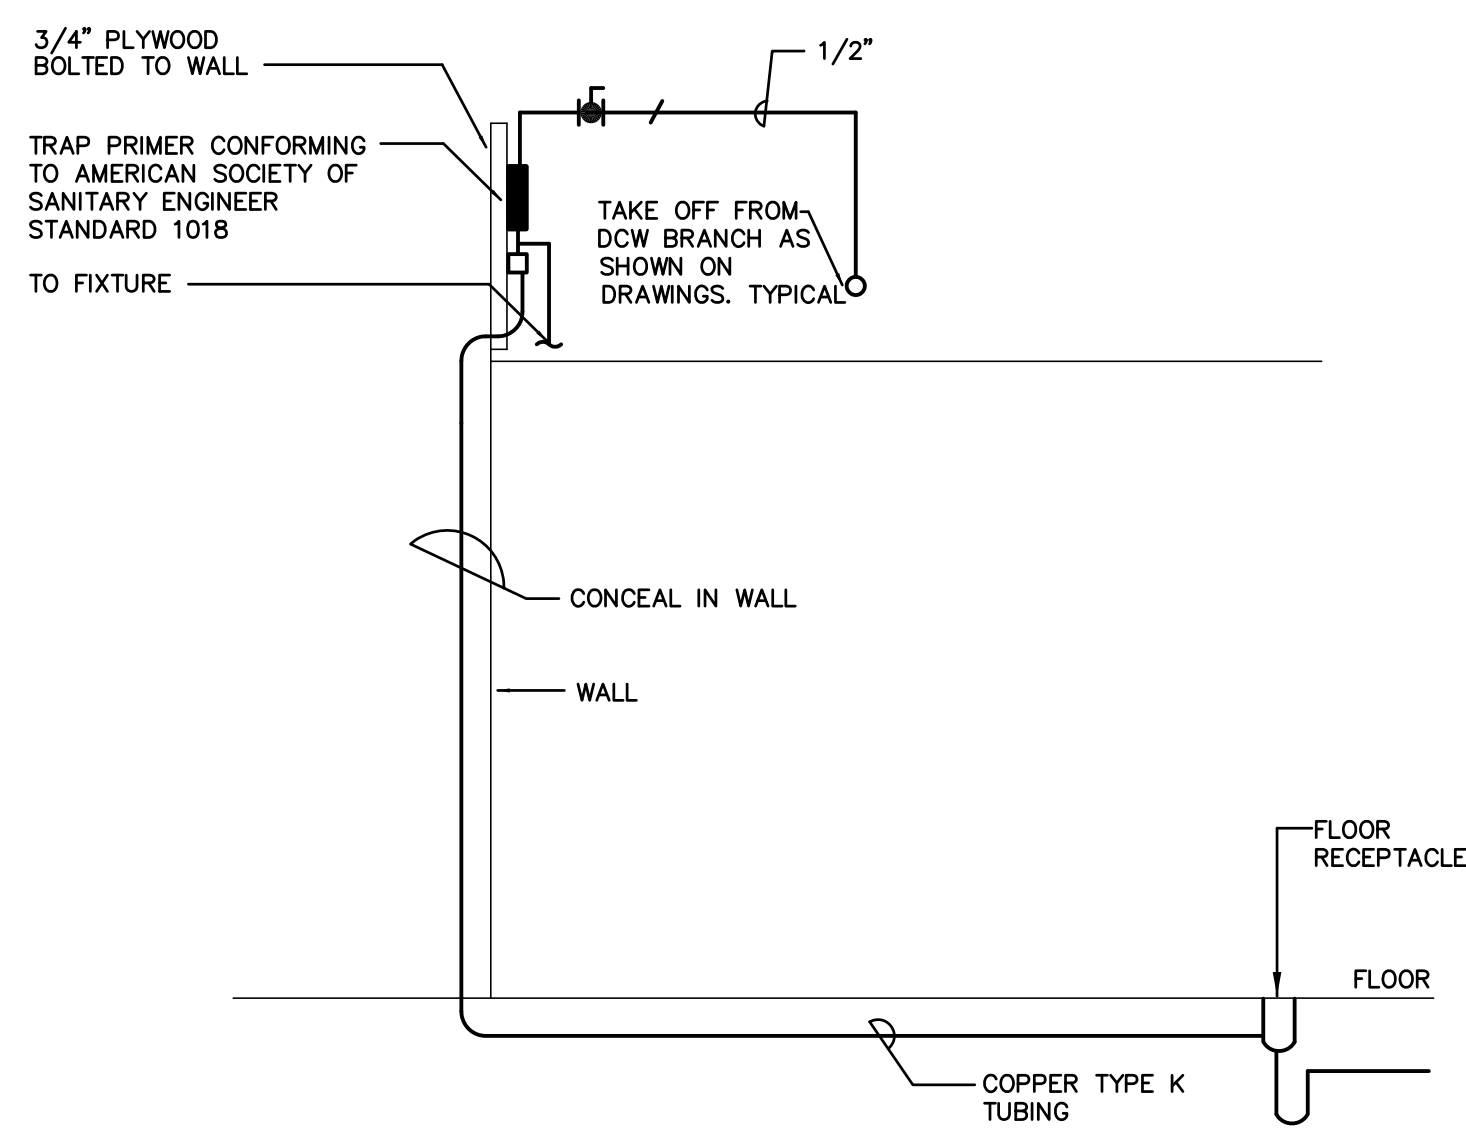 3/4" PLYWOOD
BOLTED TO WALL
1/2"
TRAP PRIMER CONFORMING
TO AMERICAN SOCIETY OF
SANITARY ENGINEER
STANDARD 1018
TAKE OFF FROM
DCW BRANCH AS
SHOWN ON
DRAWINGS. TYPICAL
TO FIXTURE
CONCEAL IN WALL
WALL
FLOOR
RECEPTACLE
FLOOR
COPPER TYPE K
TUBING